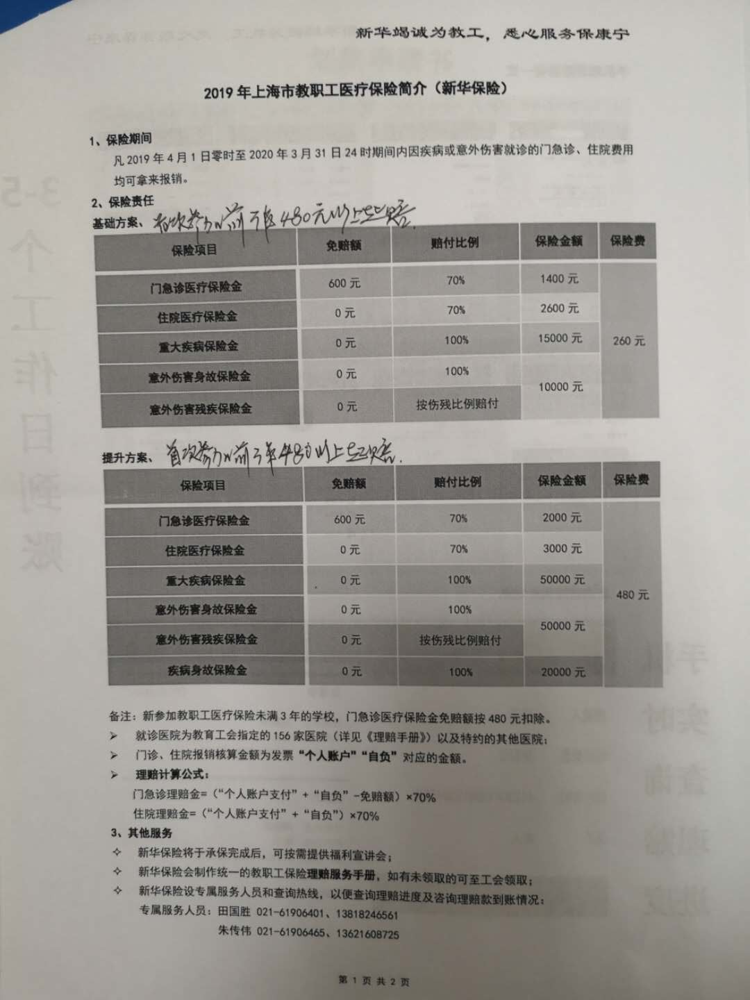 新华竭诚为教工，悉心服务保康宁
2019 年上海市教职工医疗保险简介（新华保险）
1、保险期间
凡 2019 年 4 月 1 日零时至 2020 年 3 月 31 日 24 时期间内因疾病或意外伤害就诊的门急诊、住院费用
均可拿来报销。
2、保险责任
基础方案、首次参加前三年480元以上起赔.
保险项目 免赔额 赔付比例 保险金额 保险费
门急诊医疗保险金 600 元 70% 1400 元
住院医疗保险金 0 元 70% 2600 元
重大疾病保险金 0 元 100% 15000 元 260 元
意外伤害身故保险金 0 元 100% 10000 元
意外伤害残疾保险金 0 元 按伤残比例赔付
提升方案、首次参加前三年480以上起赔.
保险项目 免赔额 赔付比例 保险金额 保险费
门急诊医疗保险金 600 元 70% 2000 元
住院医疗保险金 0 元 70% 3000 元
重大疾病保险金 0 元 100% 50000 元 480 元
意外伤害身故保险金 0 元 100% 50000 元
意外伤害残疾保险金 0 元 按伤残比例赔付
疾病身故保险金 0 元 100% 20000 元
备注：新参加教职工医疗保险未满 3 年的学校，门急诊医疗保险金免赔额按 480 元扣除。
➢ 就诊医院为教育工会指定的 156 家医院（详见《理赔手册》）以及特约的其他医院；
➢ 门诊、住院报销核算金额为发票“个人账户”“自负”对应的金额。
➢ 理赔计算公式：
门急诊理赔金=（“个人账户支付”+“自负”-免赔额）×70%
住院理赔金=（“个人账户支付”+“自负”）×70%
3、其他服务
✧ 新华保险将于承保完成后，可按需提供福利宣讲会；
✧ 新华保险会制作统一的教职工保险理赔服务手册，如有未领取的可至工会领取；
✧ 新华保险设专属服务人员和查询热线，以便查询理赔进度及咨询理赔款到账情况：
专属服务人员：田国胜 021-61906401、13818246561
朱传伟 021-61906465、13621608725
第 1 页 共 2 页
3-5
个
工
作
日
到
账
实时
查询
理赔